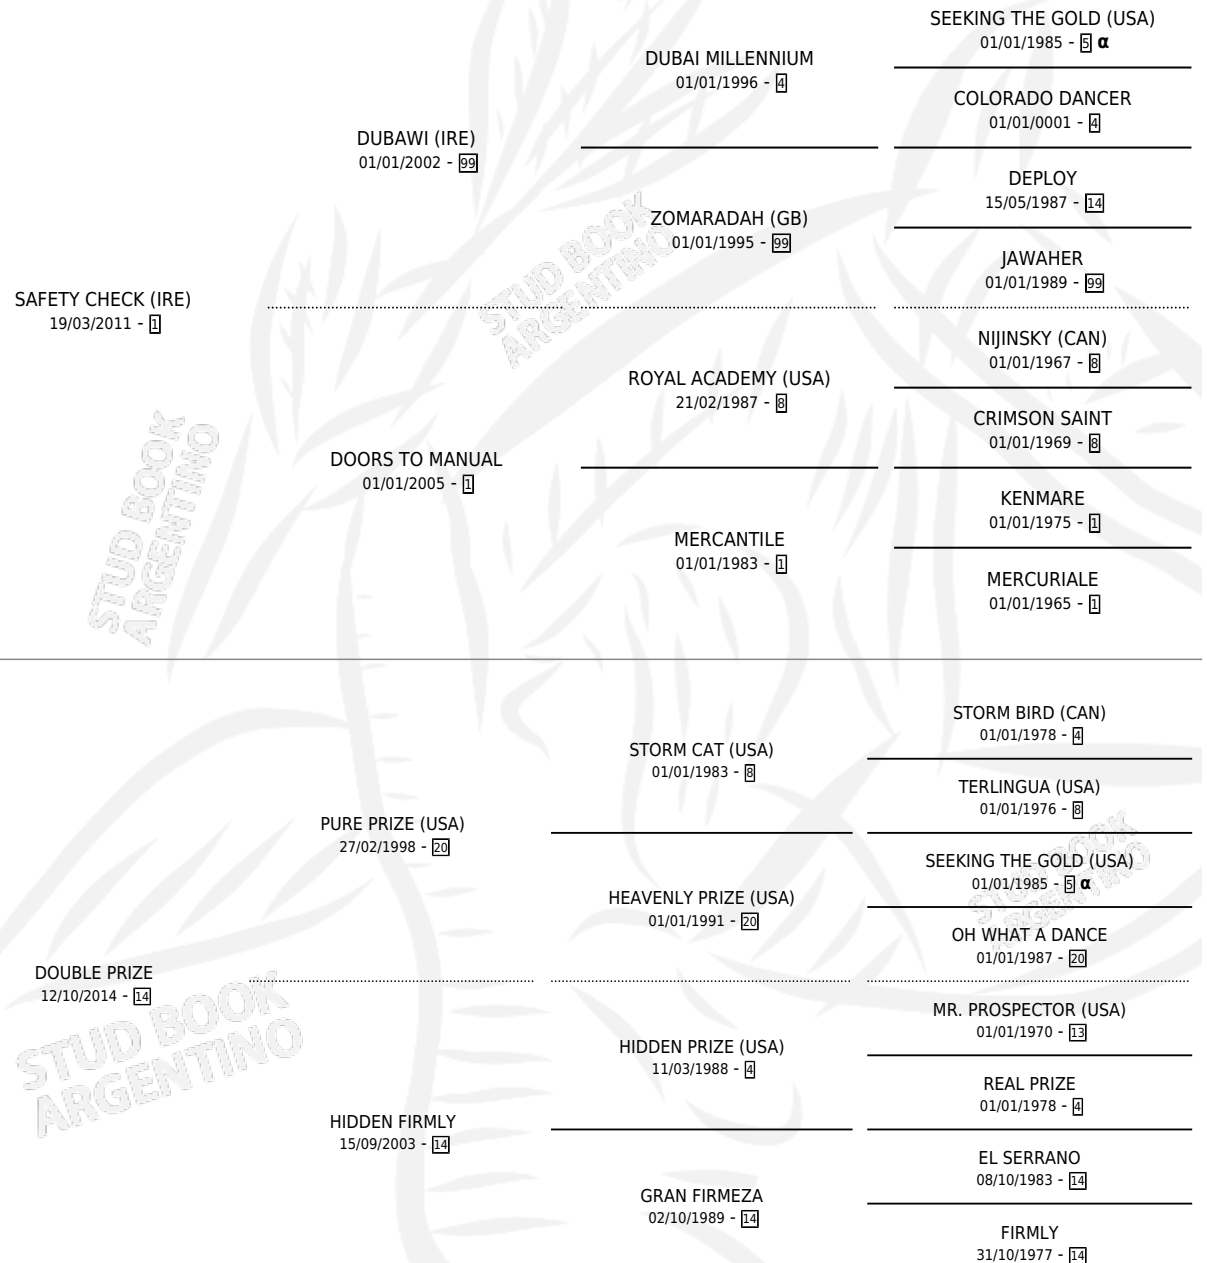 SEEKING THE GOLD (USA)
01/01/1985 - 5 α
DUBAI MILLENNIUM
01/01/1996 - 4
COLORADO DANCER
01/01/0001 - 4
DUBAWI (IRE)
01/01/2002 - 99
DEPLOY
15/05/1987 - 14
ZOMARADAH (GB)
01/01/1995 - 99
JAWAHER
01/01/1989 - 99
SAFETY CHECK (IRE)
19/03/2011 - 1
NIJINSKY (CAN)
01/01/1967 - 8
ROYAL ACADEMY (USA)
21/02/1987 - 8
CRIMSON SAINT
01/01/1969 - 8
DOORS TO MANUAL
01/01/2005 - 1
KENMARE
01/01/1975 - 1
MERCANTILE
01/01/1983 - 1
MERCURIALE
01/01/1965 - 1
STORM BIRD (CAN)
01/01/1978 - 4
STORM CAT (USA)
01/01/1983 - 8
TERLINGUA (USA)
01/01/1976 - 8
PURE PRIZE (USA)
27/02/1998 - 20
SEEKING THE GOLD (USA)
01/01/1985 - 5 α
HEAVENLY PRIZE (USA)
01/01/1991 - 20
OH WHAT A DANCE
01/01/1987 - 20
DOUBLE PRIZE
12/10/2014 - 14
MR. PROSPECTOR (USA)
01/01/1970 - 13
HIDDEN PRIZE (USA)
11/03/1988 - 4
REAL PRIZE
01/01/1978 - 4
HIDDEN FIRMLY
15/09/2003 - 14
EL SERRANO
08/10/1983 - 14
GRAN FIRMEZA
02/10/1989 - 14
FIRMLY
31/10/1977 - 14
STUD BOOK
ARGENTINO
STUD BOOK
ARGENTINO
STUD BOOK
ARGENTINO
STUD BOOK
ARGENTINO